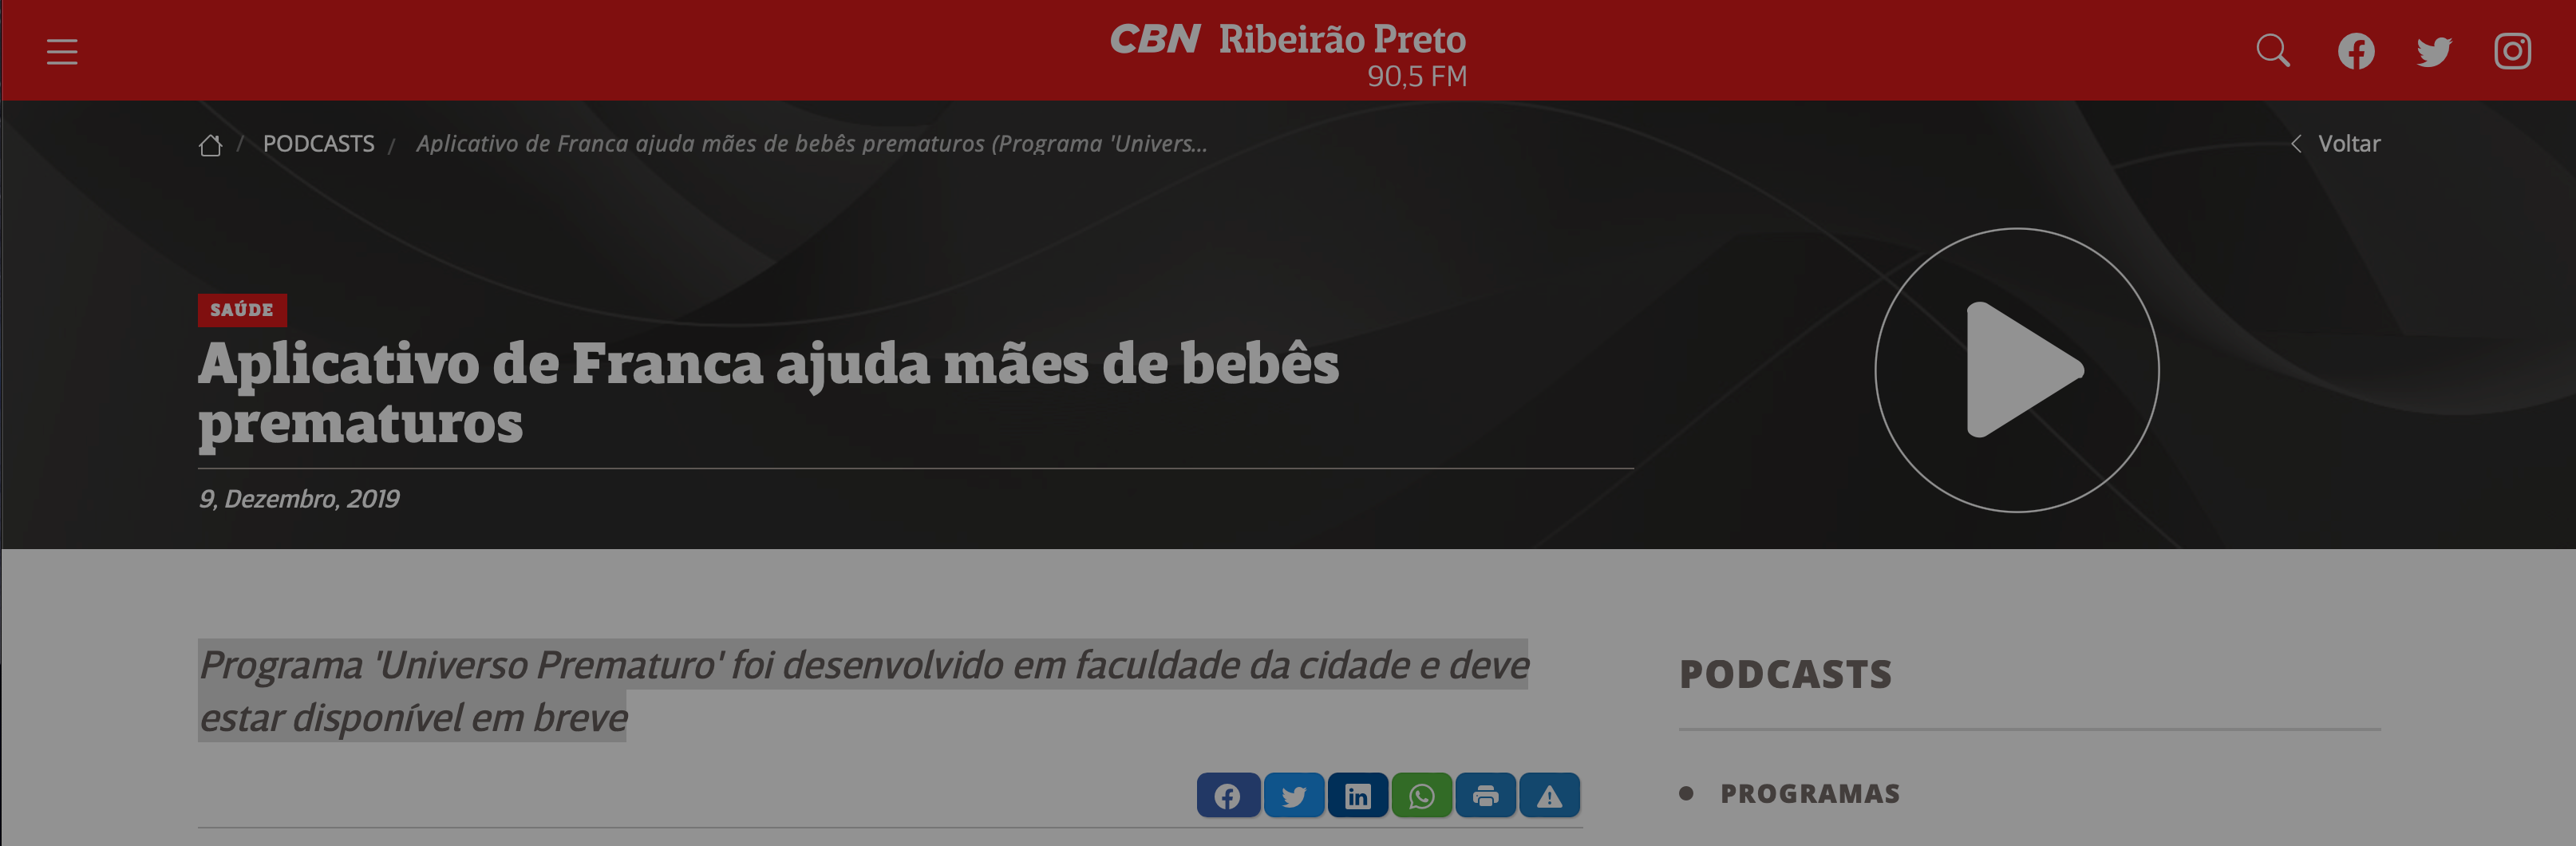 CBN Ribeirão Preto
90,5 FM
/ PODCASTS / Aplicativo de Franca ajuda mães de bebês prematuros (Programa 'Univers...
Voltar
SAÚDE
Aplicativo de Franca ajuda mães de bebês
prematuros
9, Dezembro, 2019
Programa 'Universo Prematuro' foi desenvolvido em faculdade da cidade e deve
estar disponível em breve
PODCASTS
PROGRAMAS